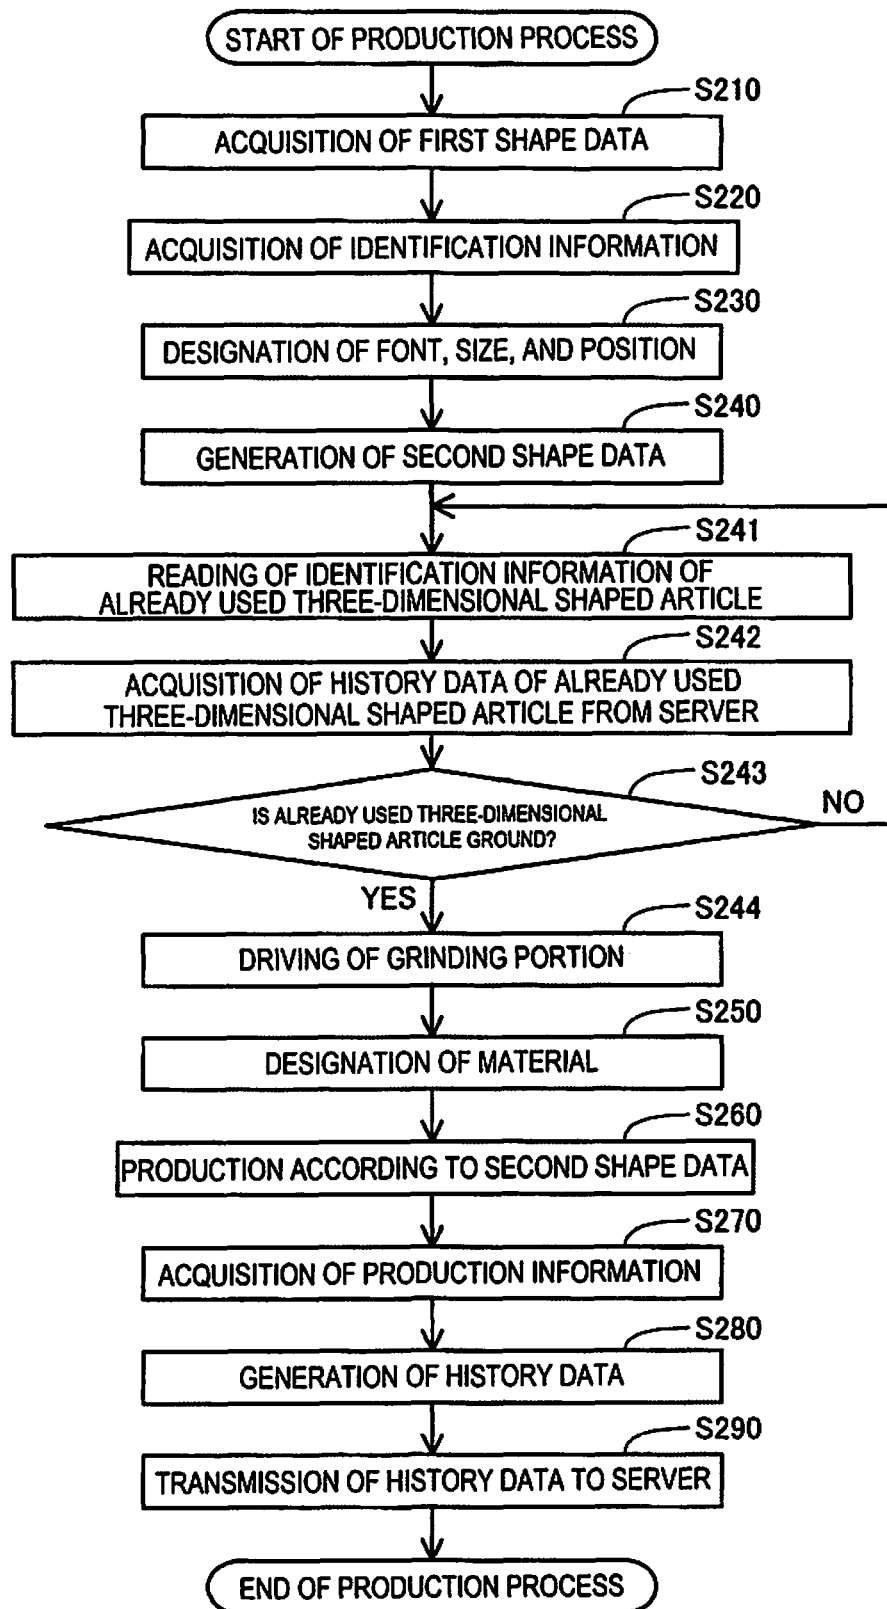 START OF PRODUCTION PROCESS
S210
ACQUISITION OF FIRST SHAPE DATA
S220
ACQUISITION OF IDENTIFICATION INFORMATION
S230
DESIGNATION OF FONT, SIZE, AND POSITION
S240
GENERATION OF SECOND SHAPE DATA
S241
READING OF IDENTIFICATION INFORMATION OF
ALREADY USED THREE-DIMENSIONAL SHAPED ARTICLE
S242
ACQUISITION OF HISTORY DATA OF ALREADY USED
THREE-DIMENSIONAL SHAPED ARTICLE FROM SERVER
S243
IS ALREADY USED THREE-DIMENSIONAL
SHAPED ARTICLE GROUND?
NO
YES
S244
DRIVING OF GRINDING PORTION
S250
DESIGNATION OF MATERIAL
S260
PRODUCTION ACCORDING TO SECOND SHAPE DATA
S270
ACQUISITION OF PRODUCTION INFORMATION
S280
GENERATION OF HISTORY DATA
S290
TRANSMISSION OF HISTORY DATA TO SERVER
END OF PRODUCTION PROCESS